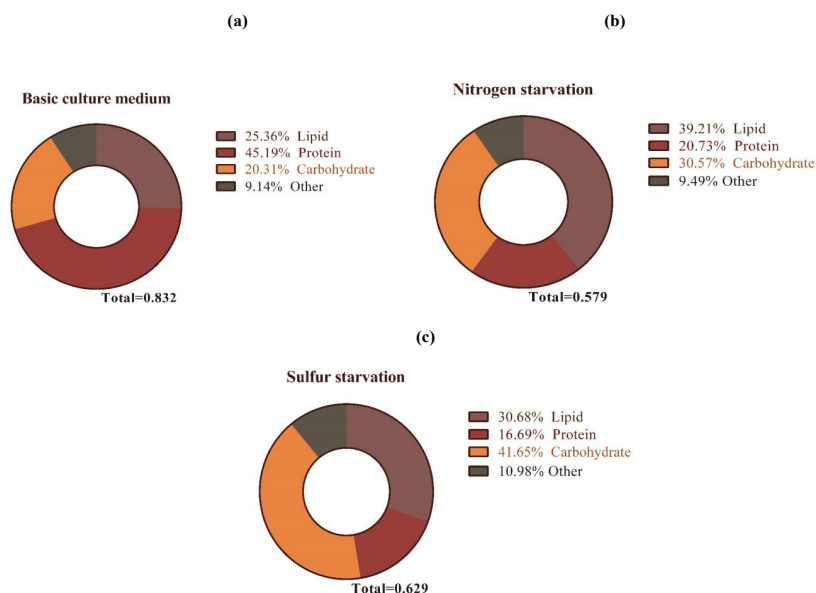 (a)
Basic culture medium
25.36% Lipid
45.19% Protein
20.31% Carbohydrate
9.14% Other
Total=0.832
(b)
Nitrogen starvation
39.21% Lipid
20.73% Protein
30.57% Carbohydrate
9.49% Other
Total=0.579
(c)
Sulfur starvation
30.68% Lipid
16.69% Protein
41.65% Carbohydrate
10.98% Other
Total=0.629